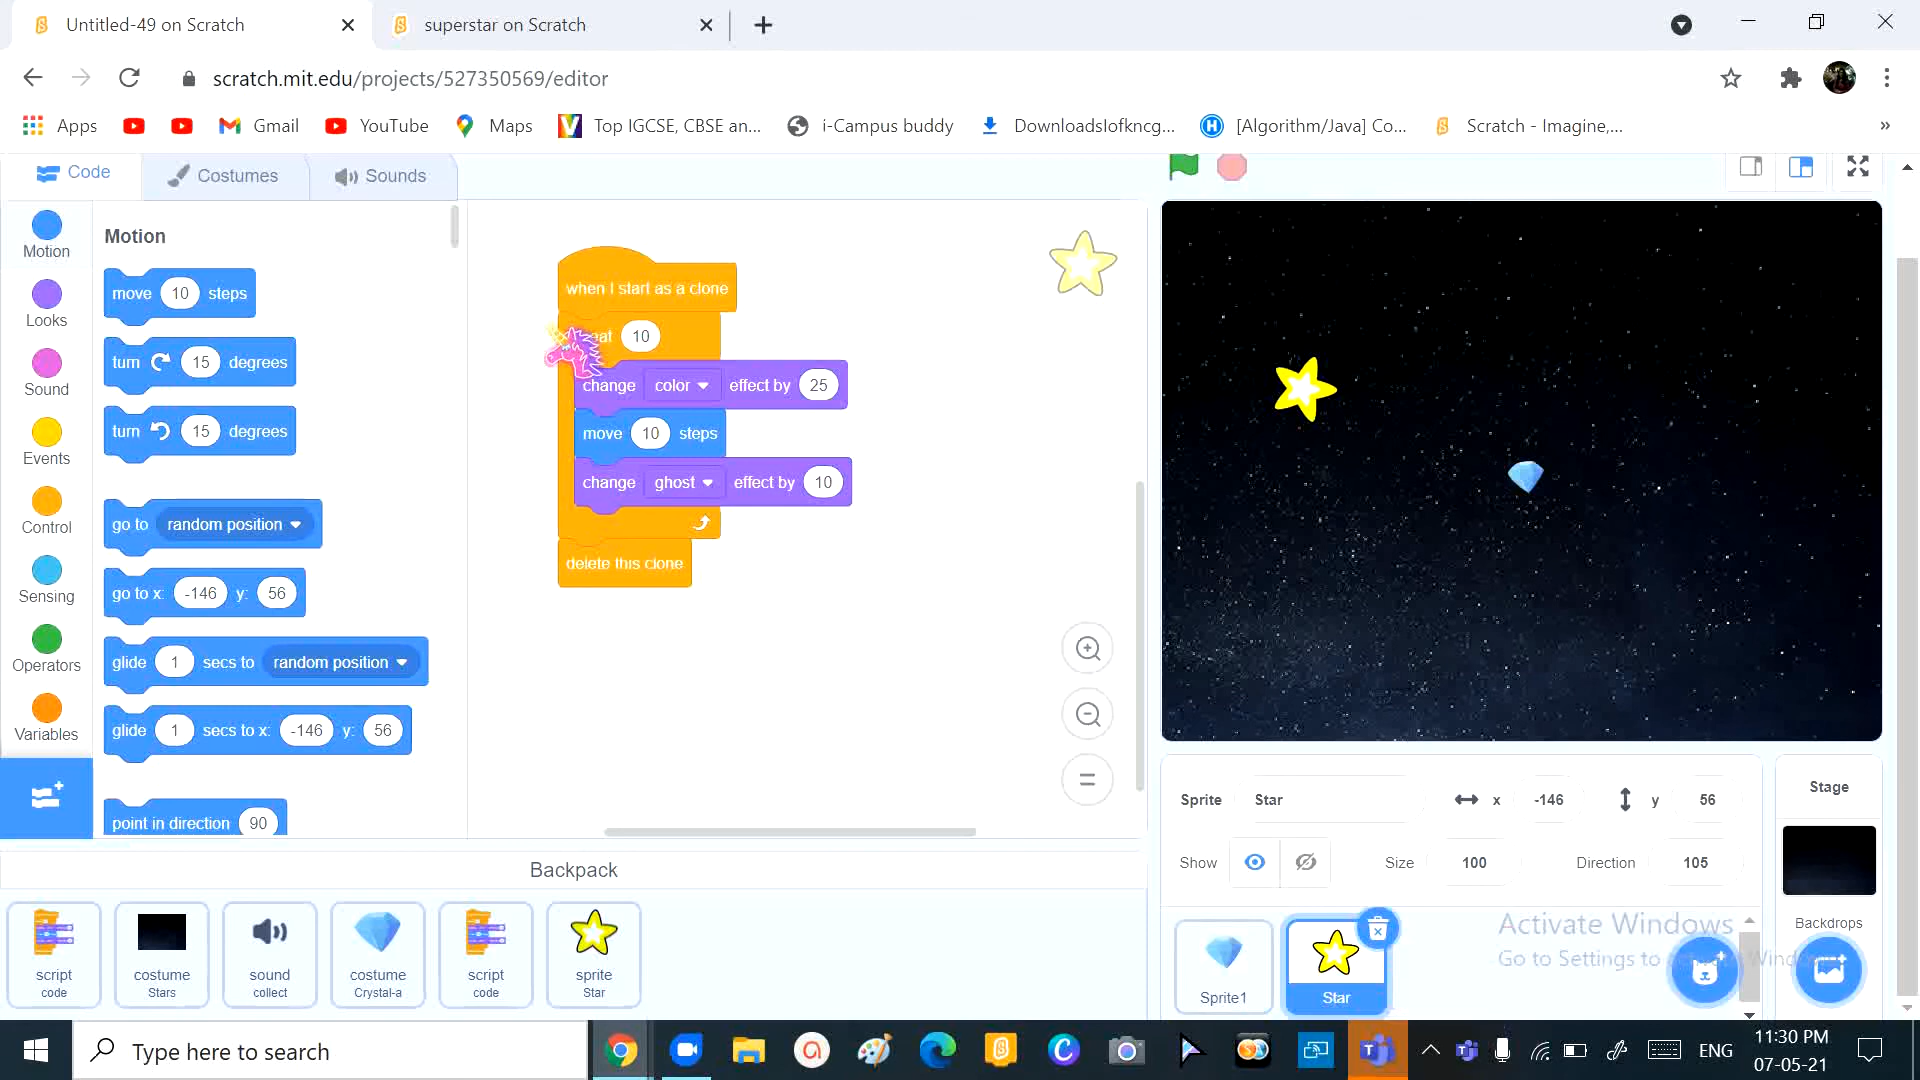 Untitled-49 on Scratch
superstar on Scratch
scratch.mit.edu/projects/527350569/editor
Apps
Gmail
YouTube
Maps
Top IGCSE, CBSE an...
i-Campus buddy
DownloadsIofkncg...
[Algorithm/Java] Co...
Scratch - Imagine,...
»
Code
Costumes
Sounds
Motion
Looks
Sound
Events
Control
Sensing
Operators
Variables
Motion
move 10 steps
turn 15 degrees
turn 15 degrees
go to random position
go to x: -146 y: 56
glide 1 secs to random position
glide 1 secs to x: -146 y: 56
point in direction 90
when I start as a clone
10
change color effect by 25
move 10 steps
change ghost effect by 10
delete this clone
Backpack
script
code
costume
Stars
sound
collect
costume
Crystal-a
script
code
sprite
Star
Sprite Star x -146 y 56
Show Size 100 Direction 105
Sprite1
Star
Stage
Backdrops
Activate Windows
Go to Settings to
Type here to search
ENG
11:30 PM
07-05-21